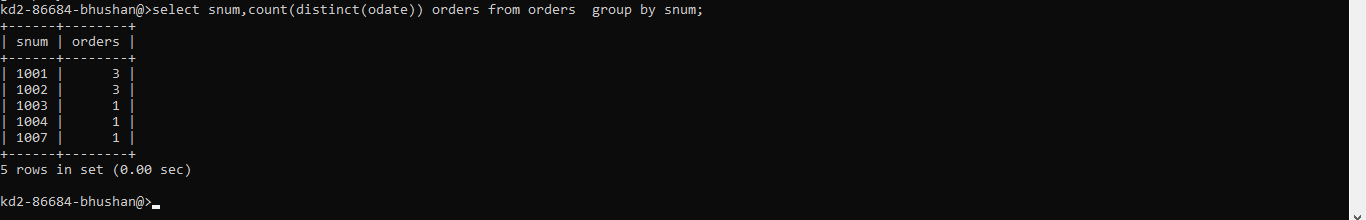 kd2-86684-bhushan@>select snum,count(distinct(odate)) orders from orders  group by snum;
+------+--------+
| snum | orders |
+------+--------+
| 1001 |      3 |
| 1002 |      3 |
| 1003 |      1 |
| 1004 |      1 |
| 1007 |      1 |
+------+--------+
5 rows in set (0.00 sec)
kd2-86684-bhushan@>